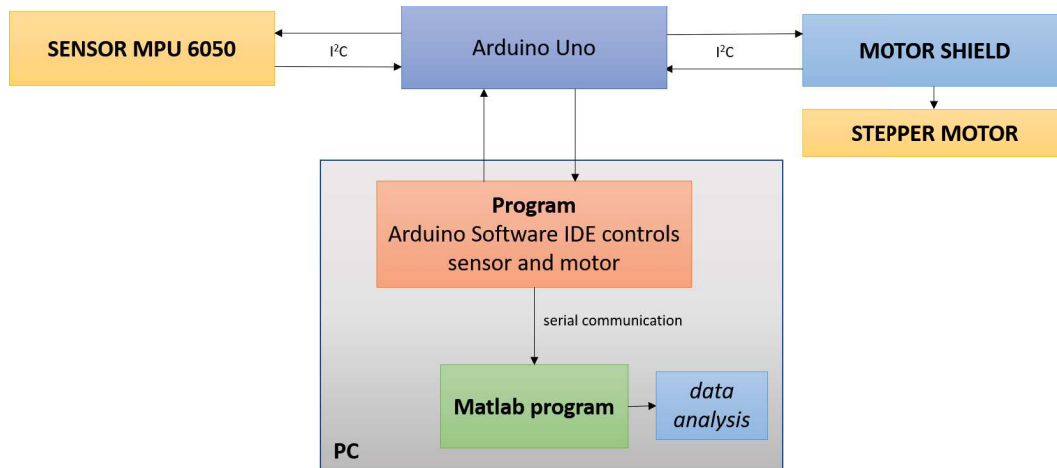 SENSOR MPU 6050
I²C
Arduino Uno
I²C
MOTOR SHIELD
STEPPER MOTOR
Program
Arduino Software IDE controls
sensor and motor
serial communication
Matlab program
data
analysis
PC